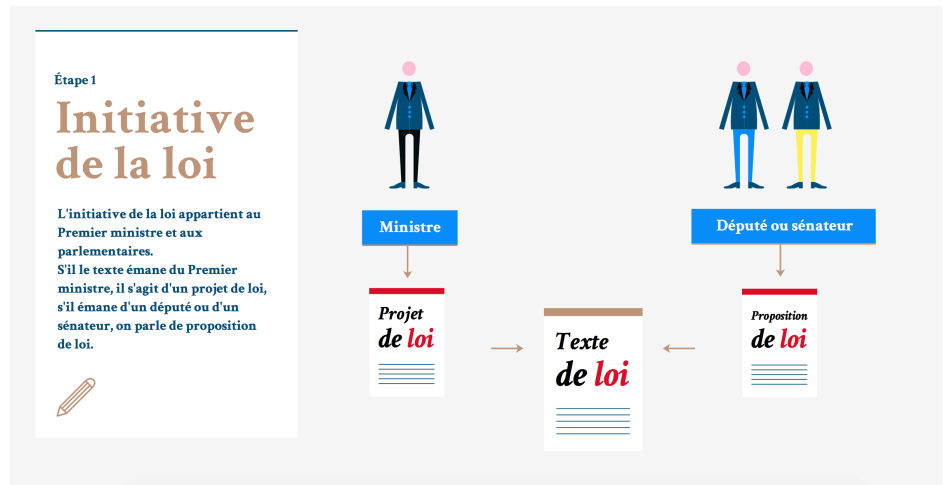 Étape 1
Initiative
de la loi
L'initiative de la loi appartient au
Premier ministre et aux
parlementaires.
S'il le texte émane du Premier
ministre, il s'agit d'un projet de loi,
s'il émane d'un député ou d'un
sénateur, on parle de proposition
de loi.
Ministre
Projet
de loi
Texte
de loi
Député ou sénateur
Proposition
de loi